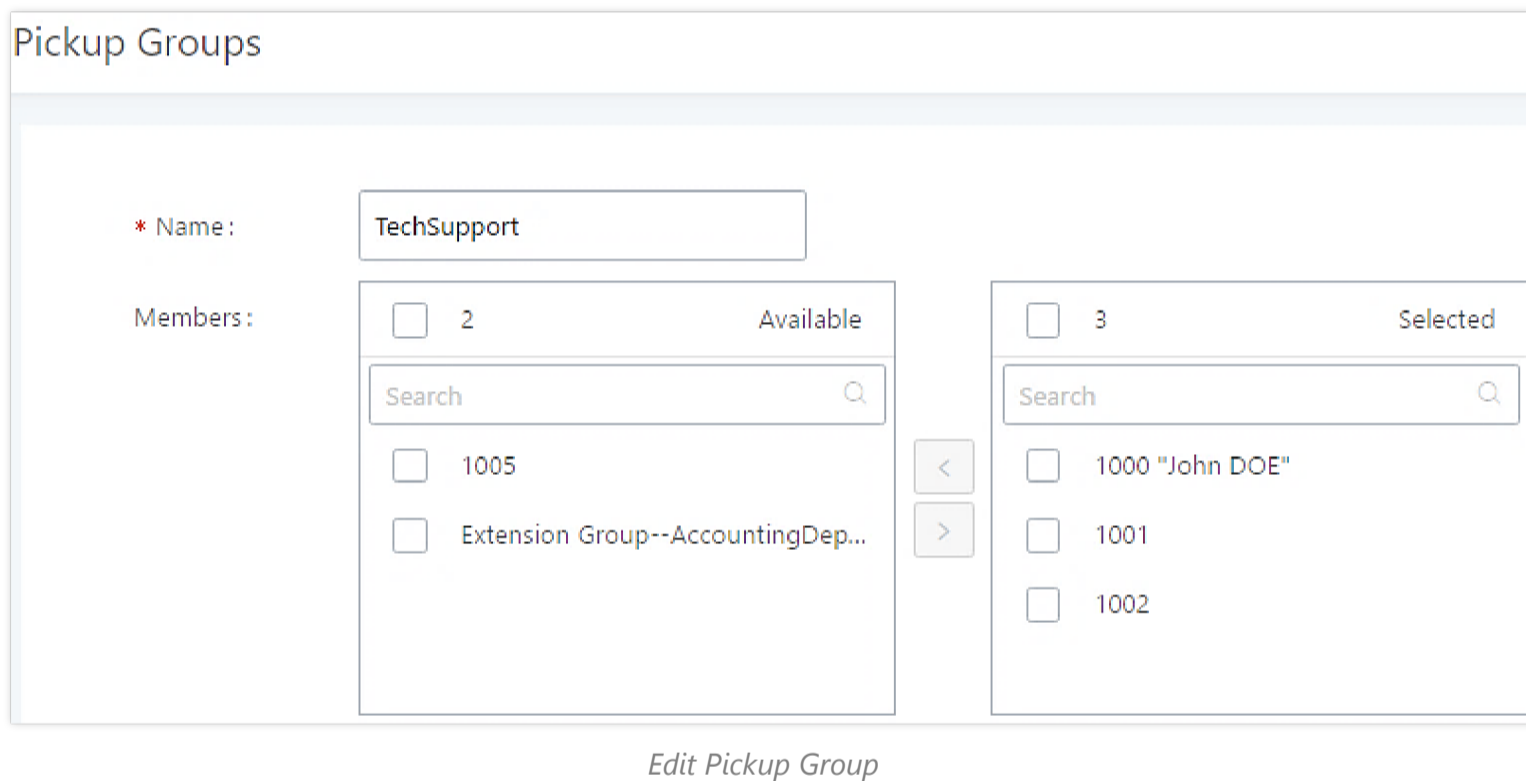 Pickup Groups
* Name :
TechSupport
Members :
2 Available
Search
1005
Extension Group--AccountingDep...
<
>
3 Selected
Search
1000 "John DOE"
1001
1002
Edit Pickup Group